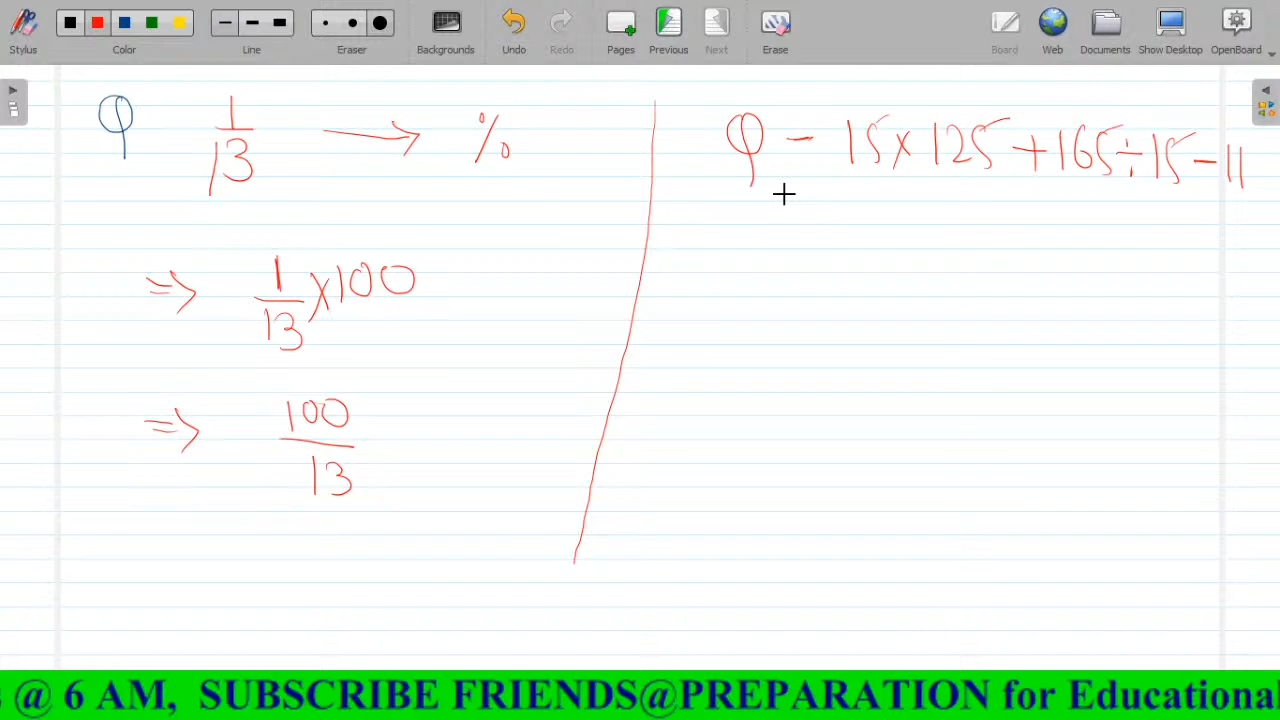 Stylus Color Line Eraser Backgrounds Undo Redo Pages Previous Next Erase Board Web Documents Show Desktop OpenBoard
Q 1/13 → %
⇒ 1/13 × 100
⇒ 100/13
Q - 15 × 125 + 165 ÷ 15 - 11
s @ 6 AM, SUBSCRIBE FRIENDS@PREPARATION for Educational